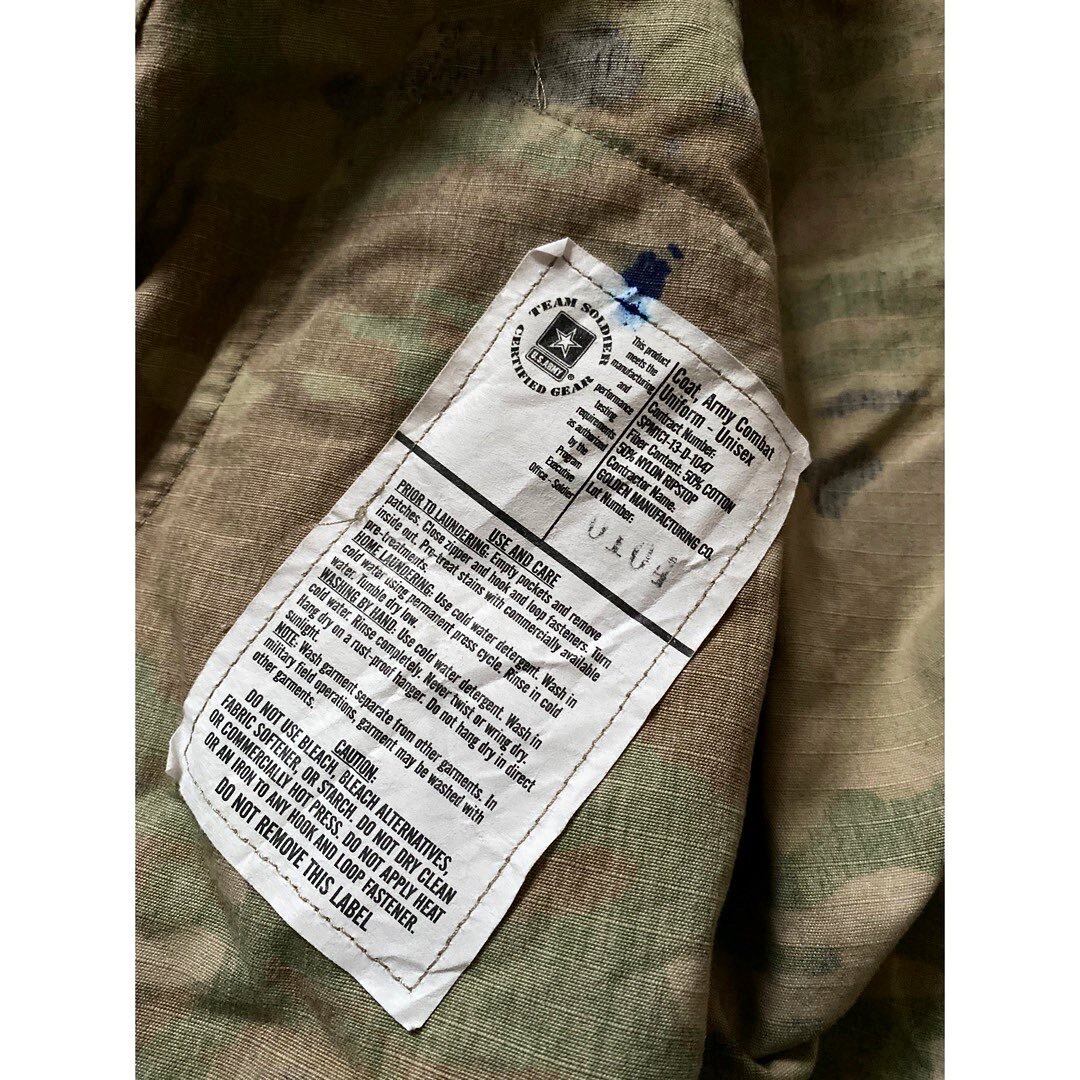 TEAM SOLDIER
CERTIFIED GEAR
U.S. ARMY
®
This product
meets the
manufacturing
and
performance
testing
requirements
as authorized
by the
Program
Executive
Office - Soldier
Coat, Army Combat
Uniform - Unisex
Contract Number:
SPM1C1-13-D-1047
Fiber Content: 50% COTTON
50% NYLON RIPSTOP
Contractor Name:
GOLDEN MANUFACTURING CO.
Lot Number:
0104
USE AND CARE
PRIOR TO LAUNDERING: Empty pockets and remove
patches. Close zipper and hook and loop fasteners. Turn
inside out. Pre-treat stains with commercially available
pre-treatments.
HOME LAUNDERING: Use cold water detergent. Wash in
cold water using permanent press cycle. Rinse in cold
water. Tumble dry low.
WASHING BY HAND: Use cold water detergent. Wash in
cold water. Rinse completely. Never twist or wring dry.
Hang dry on a rust-proof hanger. Do not hang dry in direct
sunlight.
NOTE: Wash garment separate from other garments. In
military field operations, garment may be washed with
other garments.
CAUTION:
DO NOT USE BLEACH, BLEACH ALTERNATIVES,
FABRIC SOFTENER, OR STARCH. DO NOT DRY CLEAN
OR COMMERCIALLY HOT PRESS. DO NOT APPLY HEAT
OR AN IRON TO ANY HOOK AND LOOP FASTENER.
DO NOT REMOVE THIS LABEL